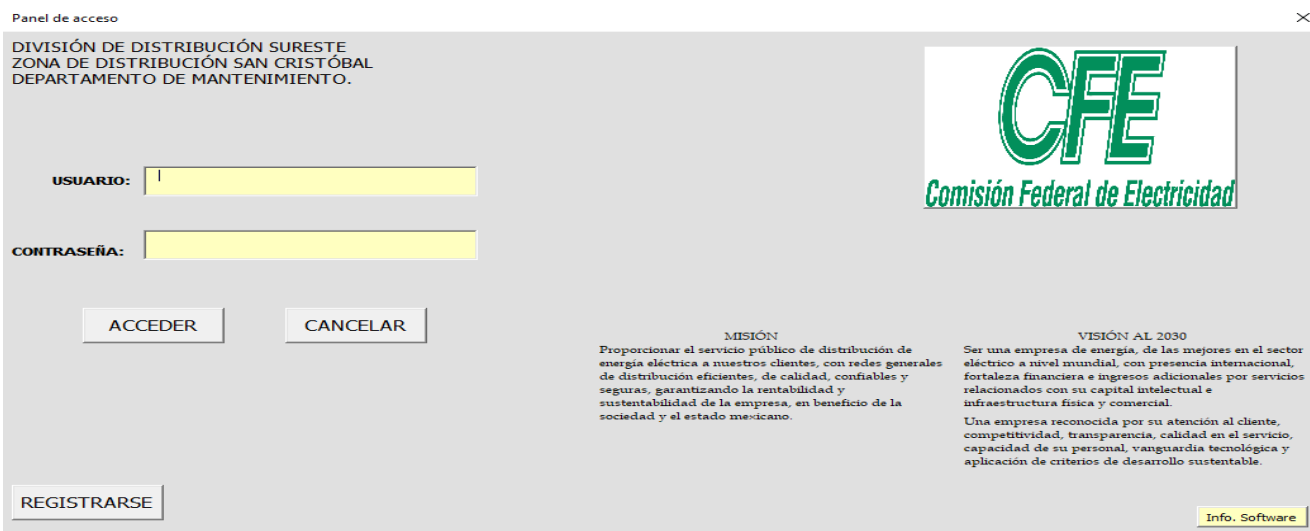 Panel de acceso
DIVISIÓN DE DISTRIBUCIÓN SURESTE
ZONA DE DISTRIBUCIÓN SAN CRISTÓBAL
DEPARTAMENTO DE MANTENIMIENTO.
CFE
Comisión Federal de Electricidad
USUARIO:
CONTRASEÑA:
ACCEDER
CANCELAR
MISIÓN
Proporcionar el servicio público de distribución de
energía eléctrica a nuestros clientes, con redes generales
de distribución eficientes, de calidad, confiables y
seguras, garantizando la rentabilidad y
sustentabilidad de la empresa, en beneficio de la
sociedad y el estado mexicano.
VISIÓN AL 2030
Ser una empresa de energía, de las mejores en el sector
eléctrico a nivel mundial, con presencia internacional,
fortaleza financiera e ingresos adicionales por servicios
relacionados con su capital intelectual e
infraestructura física y comercial.
Una empresa reconocida por su atención al cliente,
competitividad, transparencia, calidad en el servicio,
capacidad de su personal, vanguardia tecnológica y
aplicación de criterios de desarrollo sustentable.
REGISTRARSE
Info. Software